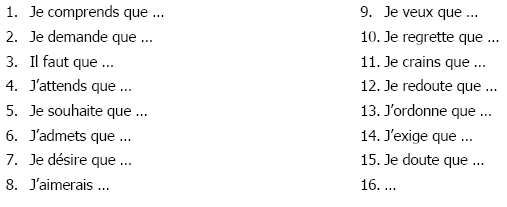 1. Je comprends que ...
2. Je demande que ...
3. Il faut que ...
4. J'attends que ...
5. Je souhaite que ...
6. J'admets que ...
7. Je désire que ...
8. J'aimerais ...
9. Je veux que ...
10. Je regrette que ...
11. Je crains que ...
12. Je redoute que ...
13. J'ordonne que ...
14. J'exige que ...
15. Je doute que ...
16. ...